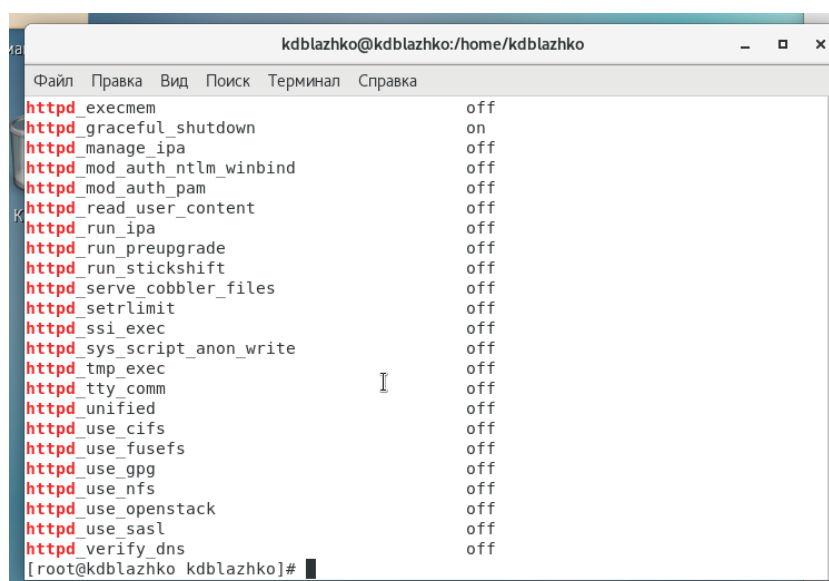 kdblazhko@kdblazhko:/home/kdblazhko
Файл Правка Вид Поиск Терминал Справка
httpd_execmem off
httpd_graceful_shutdown on
httpd_manage_ipa off
httpd_mod_auth_ntlm_winbind off
httpd_mod_auth_pam off
httpd_read_user_content off
httpd_run_ipa off
httpd_run_preupgrade off
httpd_run_stickshift off
httpd_serve_cobbler_files off
httpd_setrlimit off
httpd_ssi_exec off
httpd_sys_script_anon_write off
httpd_tmp_exec off
httpd_tty_comm off
httpd_unified off
httpd_use_cifs off
httpd_use_fusefs off
httpd_use_gpg off
httpd_use_nfs off
httpd_use_openstack off
httpd_use_sasl off
httpd_verify_dns off
[root@kdblazhko kdblazhko]#